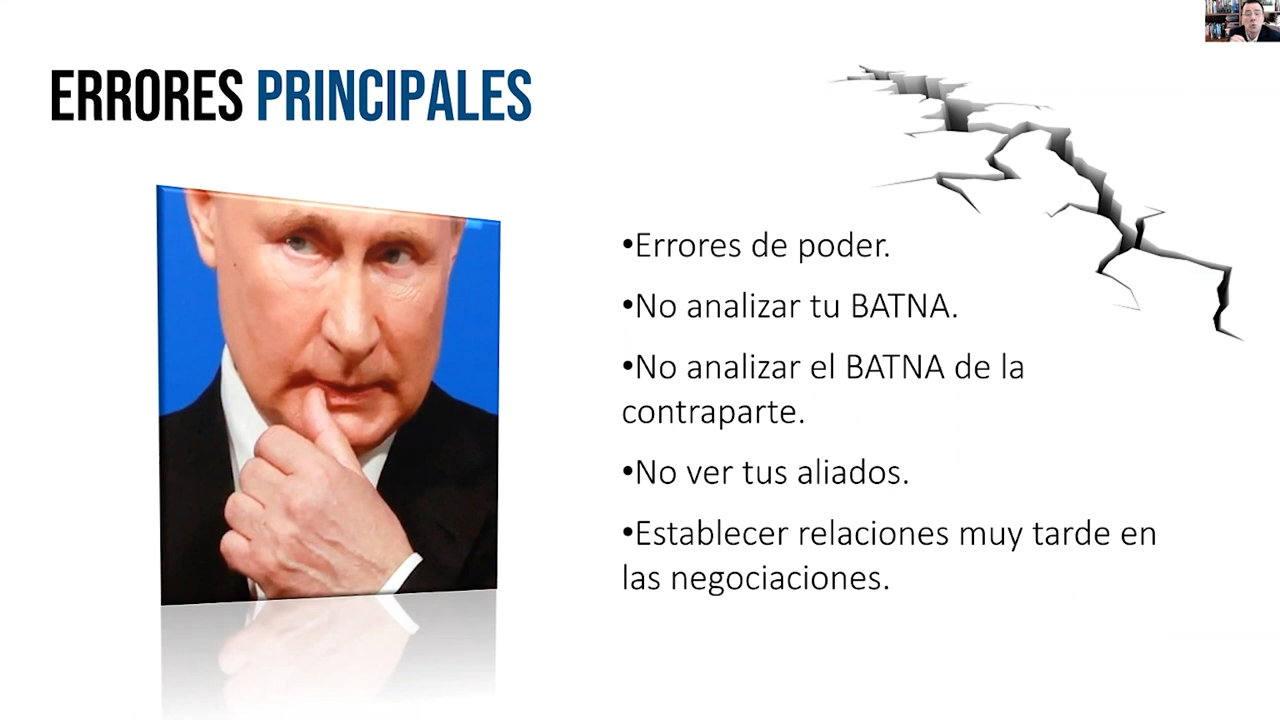 ERRORES PRINCIPALES
•Errores de poder.
•No analizar tu BATNA.
•No analizar el BATNA de la
contraparte.
•No ver tus aliados.
•Establecer relaciones muy tarde en
las negociaciones.